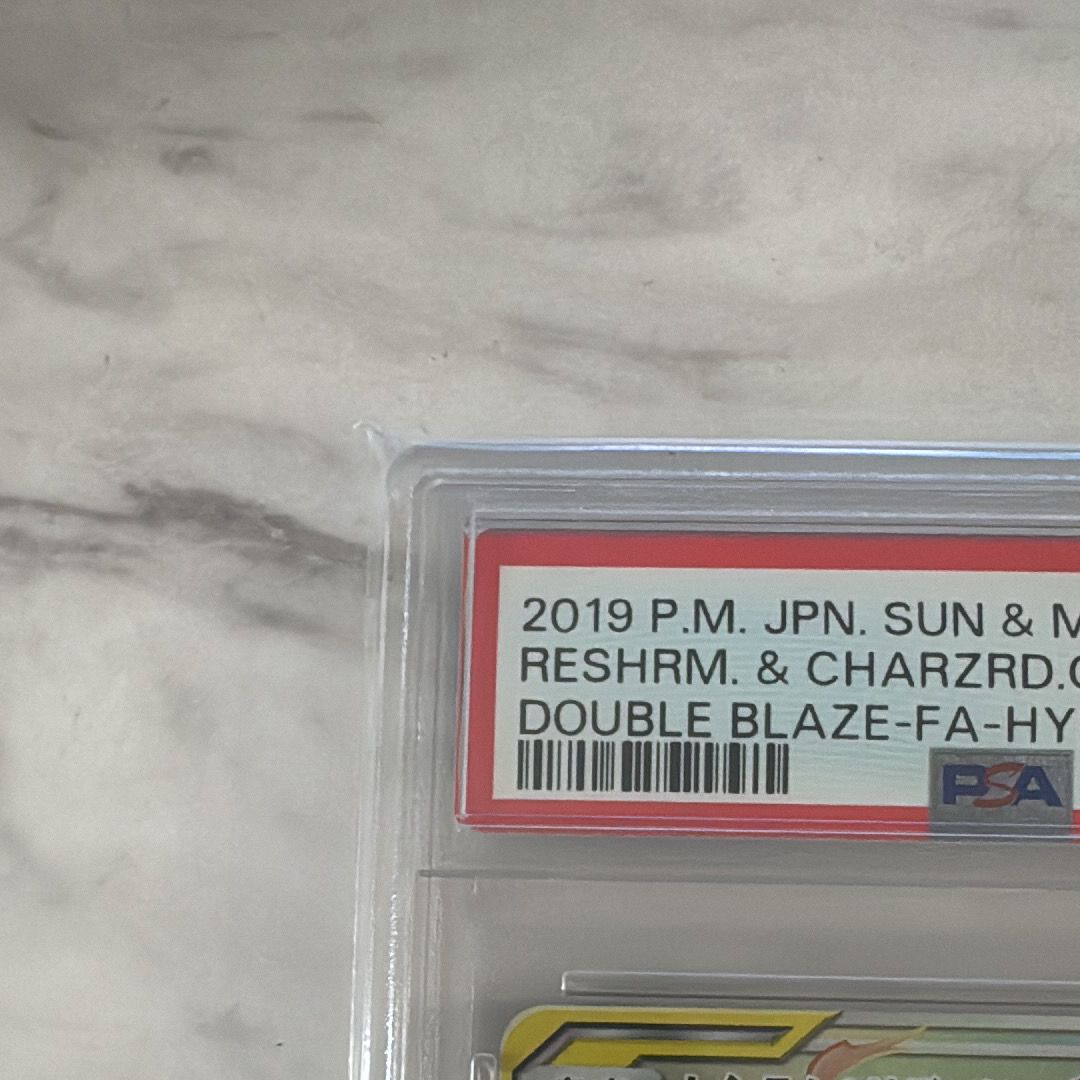 2019 P.M. JPN. SUN & M
RESHRM. & CHARZRD.G
DOUBLE BLAZE-FA-HY
PSA